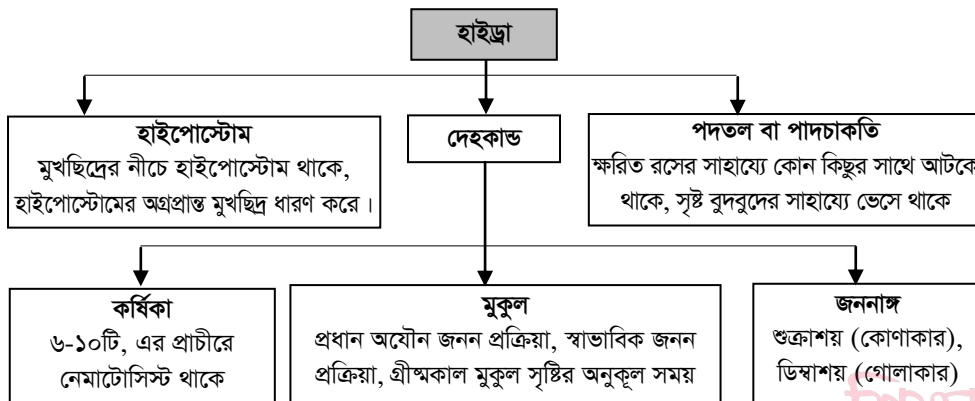 হাইড্রা
হাইপোস্টোম
মুখছিদ্রের নীচে হাইপোস্টোম থাকে,
হাইপোস্টোমের অগ্রপ্রান্ত মুখছিদ্র ধারণ করে।
দেহকান্ড
পদতল বা পাদচাকতি
ক্ষরিত রসের সাহায্যে কোন কিছুর সাথে আটকে
থাকে, সৃষ্ট বুদবুদের সাহায্যে ভেসে থাকে
কর্ষিকা
৬-১০টি, এর প্রাচীরে
নেমাটোসিস্ট থাকে
মুকুল
প্রধান অযৌন জনন প্রক্রিয়া, স্বাভাবিক জনন
প্রক্রিয়া, গ্রীষ্মকাল মুকুল সৃষ্টির অনুকূল সময়
জননাঙ্গ
শুক্রাশয় (কোণাকার),
ডিম্বাশয় (গোলাকার)